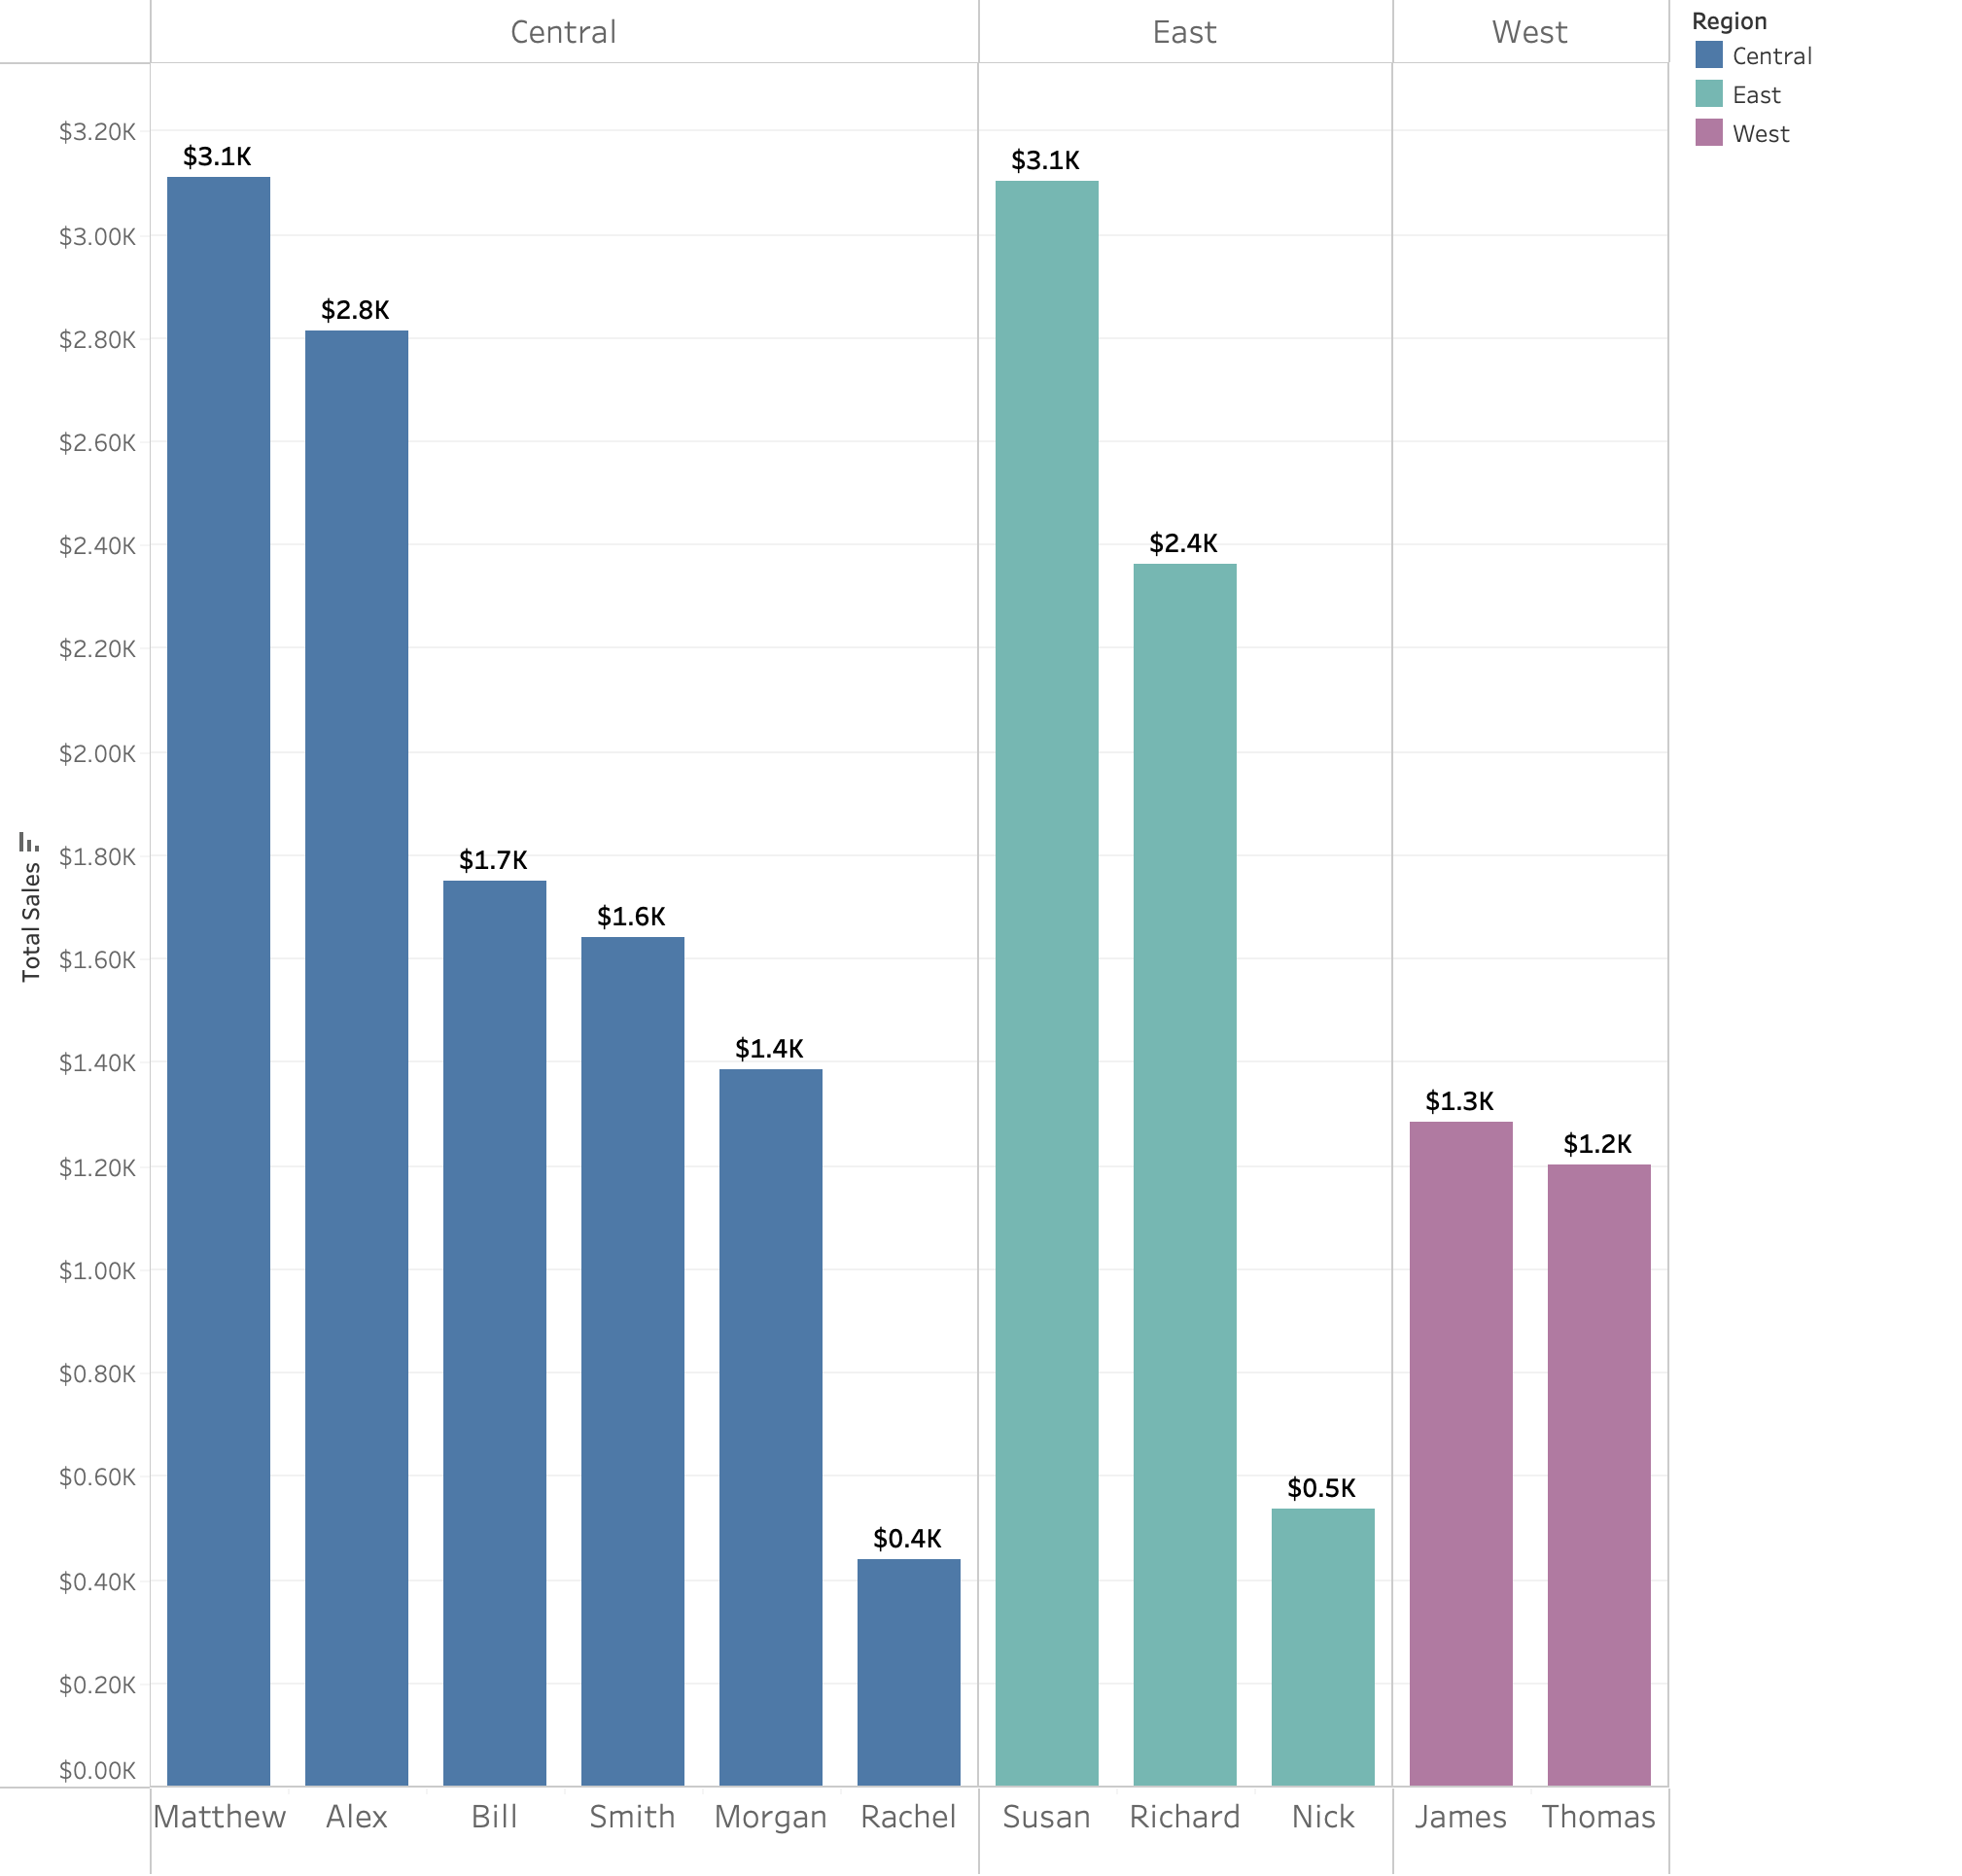 Central East West
Region
Central
East
West
$3.20K
$3.00K
$2.80K
$2.60K
$2.40K
$2.20K
$2.00K
$1.80K
$1.60K
$1.40K
$1.20K
$1.00K
$0.80K
$0.60K
$0.40K
$0.20K
$0.00K
Total Sales
$3.1K
$2.8K
$1.7K
$1.6K
$1.4K
$0.4K
$3.1K
$2.4K
$0.5K
$1.3K
$1.2K
Matthew Alex Bill Smith Morgan Rachel Susan Richard Nick James Thomas